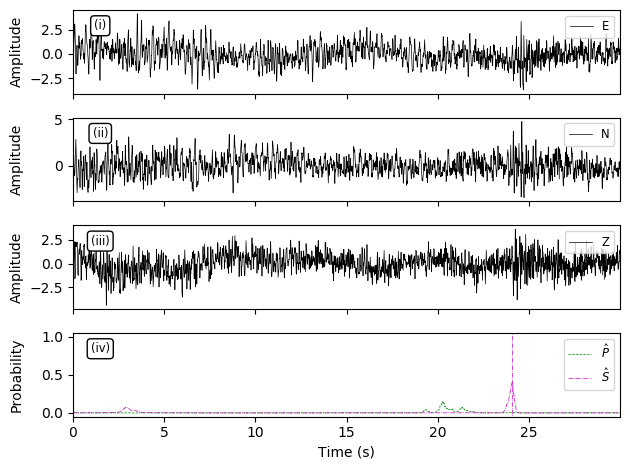 (i)
E
Amplitude
2.5
0.0
−2.5
(ii)
N
Amplitude
5
0
(iii)
Z
Amplitude
2.5
0.0
−2.5
(iv)
P̂
Ŝ
Probability
1.0
0.5
0.0
0 5 10 15 20 25
Time (s)